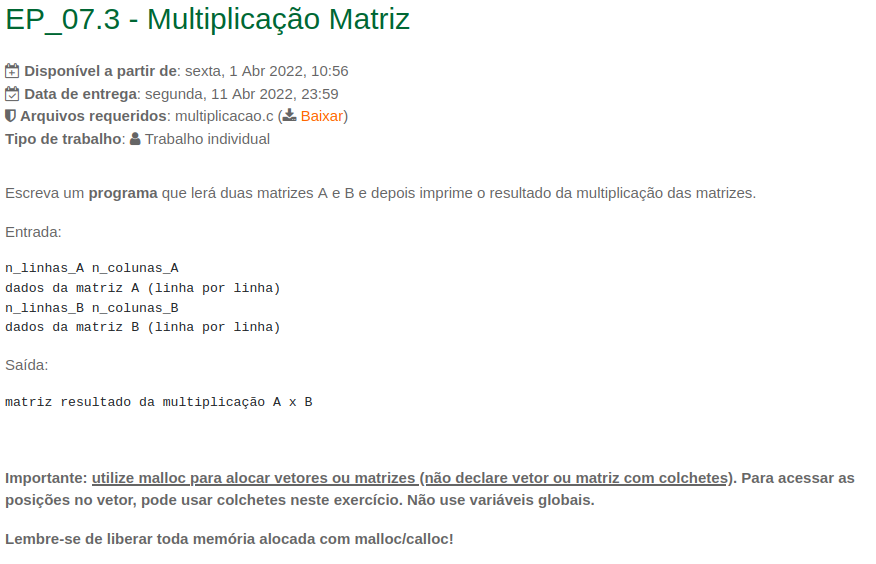 EP_07.3 - Multiplicação Matriz
Disponível a partir de: sexta, 1 Abr 2022, 10:56
Data de entrega: segunda, 11 Abr 2022, 23:59
Arquivos requeridos: multiplicacao.c (Baixar)
Tipo de trabalho: Trabalho individual
Escreva um programa que lerá duas matrizes A e B e depois imprime o resultado da multiplicação das matrizes.
Entrada:
n_linhas_A n_colunas_A
dados da matriz A (linha por linha)
n_linhas_B n_colunas_B
dados da matriz B (linha por linha)
Saída:
matriz resultado da multiplicação A x B
Importante: utilize malloc para alocar vetores ou matrizes (não declare vetor ou matriz com colchetes). Para acessar as
posições no vetor, pode usar colchetes neste exercício. Não use variáveis globais.
Lembre-se de liberar toda memória alocada com malloc/calloc!